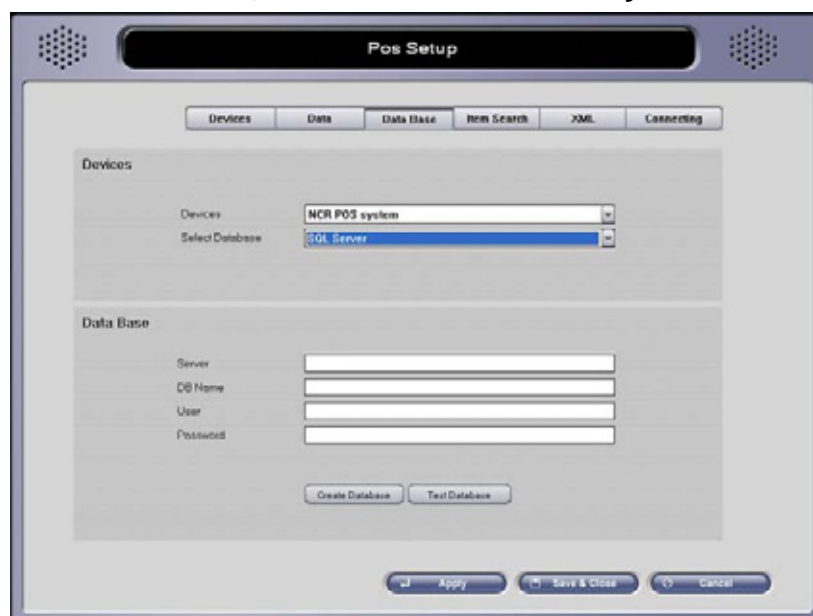 Pos Setup
Devices Data Data Base Item Search XML Connecting
Devices
Devices NCR POS system
Select Database SQL Server
Data Base
Server
DB Name
User
Password
Create Database Test Database
Apply Save & Close Cancel